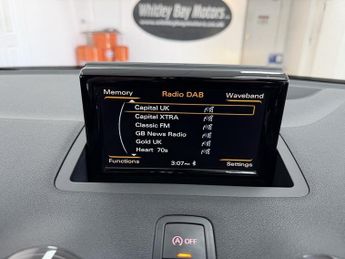 Whitley Bay Motors
Memory Radio DAB Waveband
Capital UK
Capital XTRA
Classic FM
GB News Radio
Gold UK
Heart 70s
Functions 3:07 Settings
A OFF